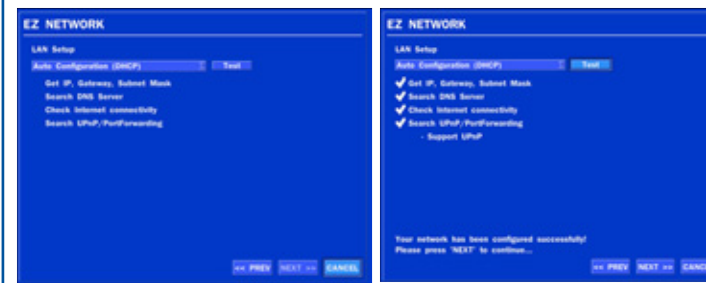 EZ NETWORK
LAN Setup
Auto Configuration (DHCP)
Test
Get IP, Gateway, Subnet Mask
Search DNS Server
Check Internet connectivity
Search UPnP/PortForwarding
<< PREV
NEXT >>
CANCEL
EZ NETWORK
LAN Setup
Auto Configuration (DHCP)
Test
Get IP, Gateway, Subnet Mask
Search DNS Server
Check Internet connectivity
Search UPnP/PortForwarding
- Support UPnP
Your network has been configured successfully!
Please press 'NEXT' to continue...
<< PREV
NEXT >>
CANC